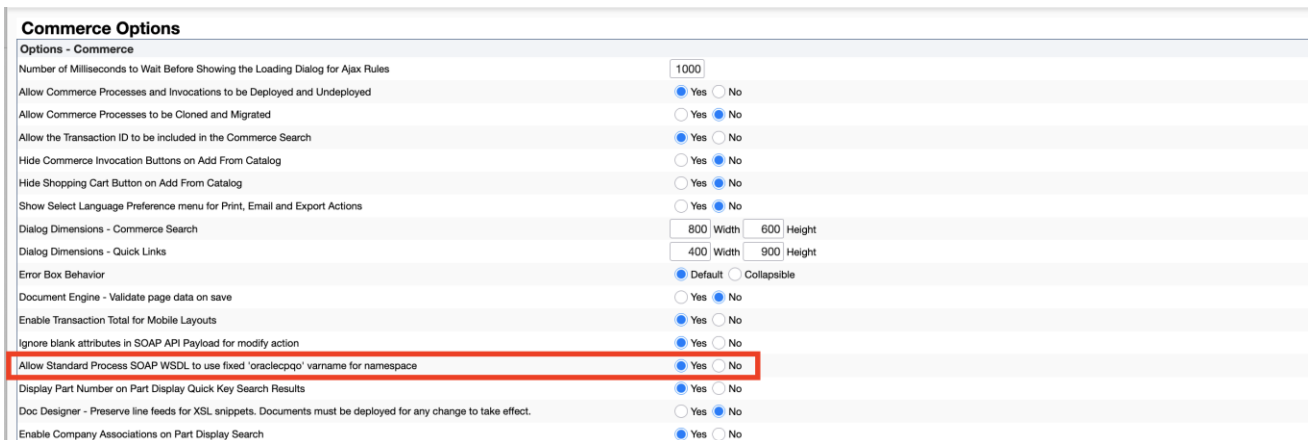 Commerce Options
Options - Commerce
Number of Milliseconds to Wait Before Showing the Loading Dialog for Ajax Rules 1000
Allow Commerce Processes and Invocations to be Deployed and Undeployed Yes No
Allow Commerce Processes to be Cloned and Migrated Yes No
Allow the Transaction ID to be included in the Commerce Search Yes No
Hide Commerce Invocation Buttons on Add From Catalog Yes No
Hide Shopping Cart Button on Add From Catalog Yes No
Show Select Language Preference menu for Print, Email and Export Actions Yes No
Dialog Dimensions - Commerce Search 800 Width 600 Height
Dialog Dimensions - Quick Links 400 Width 900 Height
Error Box Behavior Default Collapsible
Document Engine - Validate page data on save Yes No
Enable Transaction Total for Mobile Layouts Yes No
Ignore blank attributes in SOAP API Payload for modify action Yes No
Allow Standard Process SOAP WSDL to use fixed 'oraclecpqo' varname for namespace Yes No
Display Part Number on Part Display Quick Key Search Results Yes No
Doc Designer - Preserve line feeds for XSL snippets. Documents must be deployed for any change to take effect. Yes No
Enable Company Associations on Part Display Search Yes No